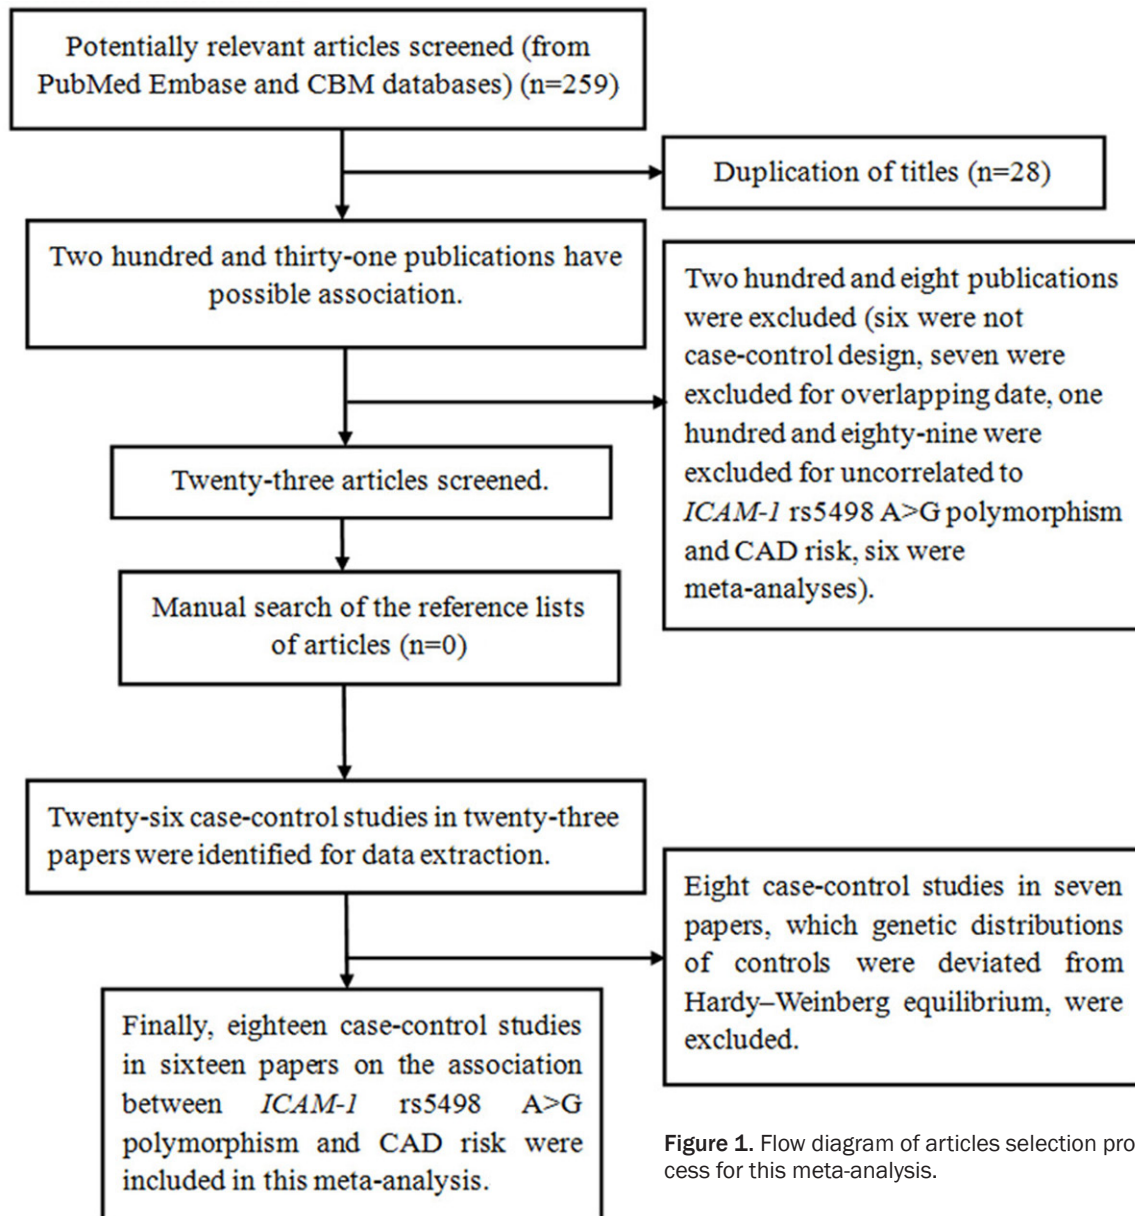 Potentially relevant articles screened (from
PubMed Embase and CBM databases) (n=259)
Duplication of titles (n=28)
Two hundred and thirty-one publications have
possible association.
Two hundred and eight publications
were excluded (six were not
case-control design, seven were
excluded for overlapping date, one
hundred and eighty-nine were
excluded for uncorrelated to
ICAM-1 rs5498 A>G polymorphism
and CAD risk, six were
meta-analyses).
Twenty-three articles screened.
Manual search of the reference lists
of articles (n=0)
Twenty-six case-control studies in twenty-three
papers were identified for data extraction.
Eight case-control studies in seven
papers, which genetic distributions
of controls were deviated from
Hardy–Weinberg equilibrium, were
excluded.
Finally, eighteen case-control studies
in sixteen papers on the association
between ICAM-1 rs5498 A>G
polymorphism and CAD risk were
included in this meta-analysis.
Figure 1. Flow diagram of articles selection pro
cess for this meta-analysis.